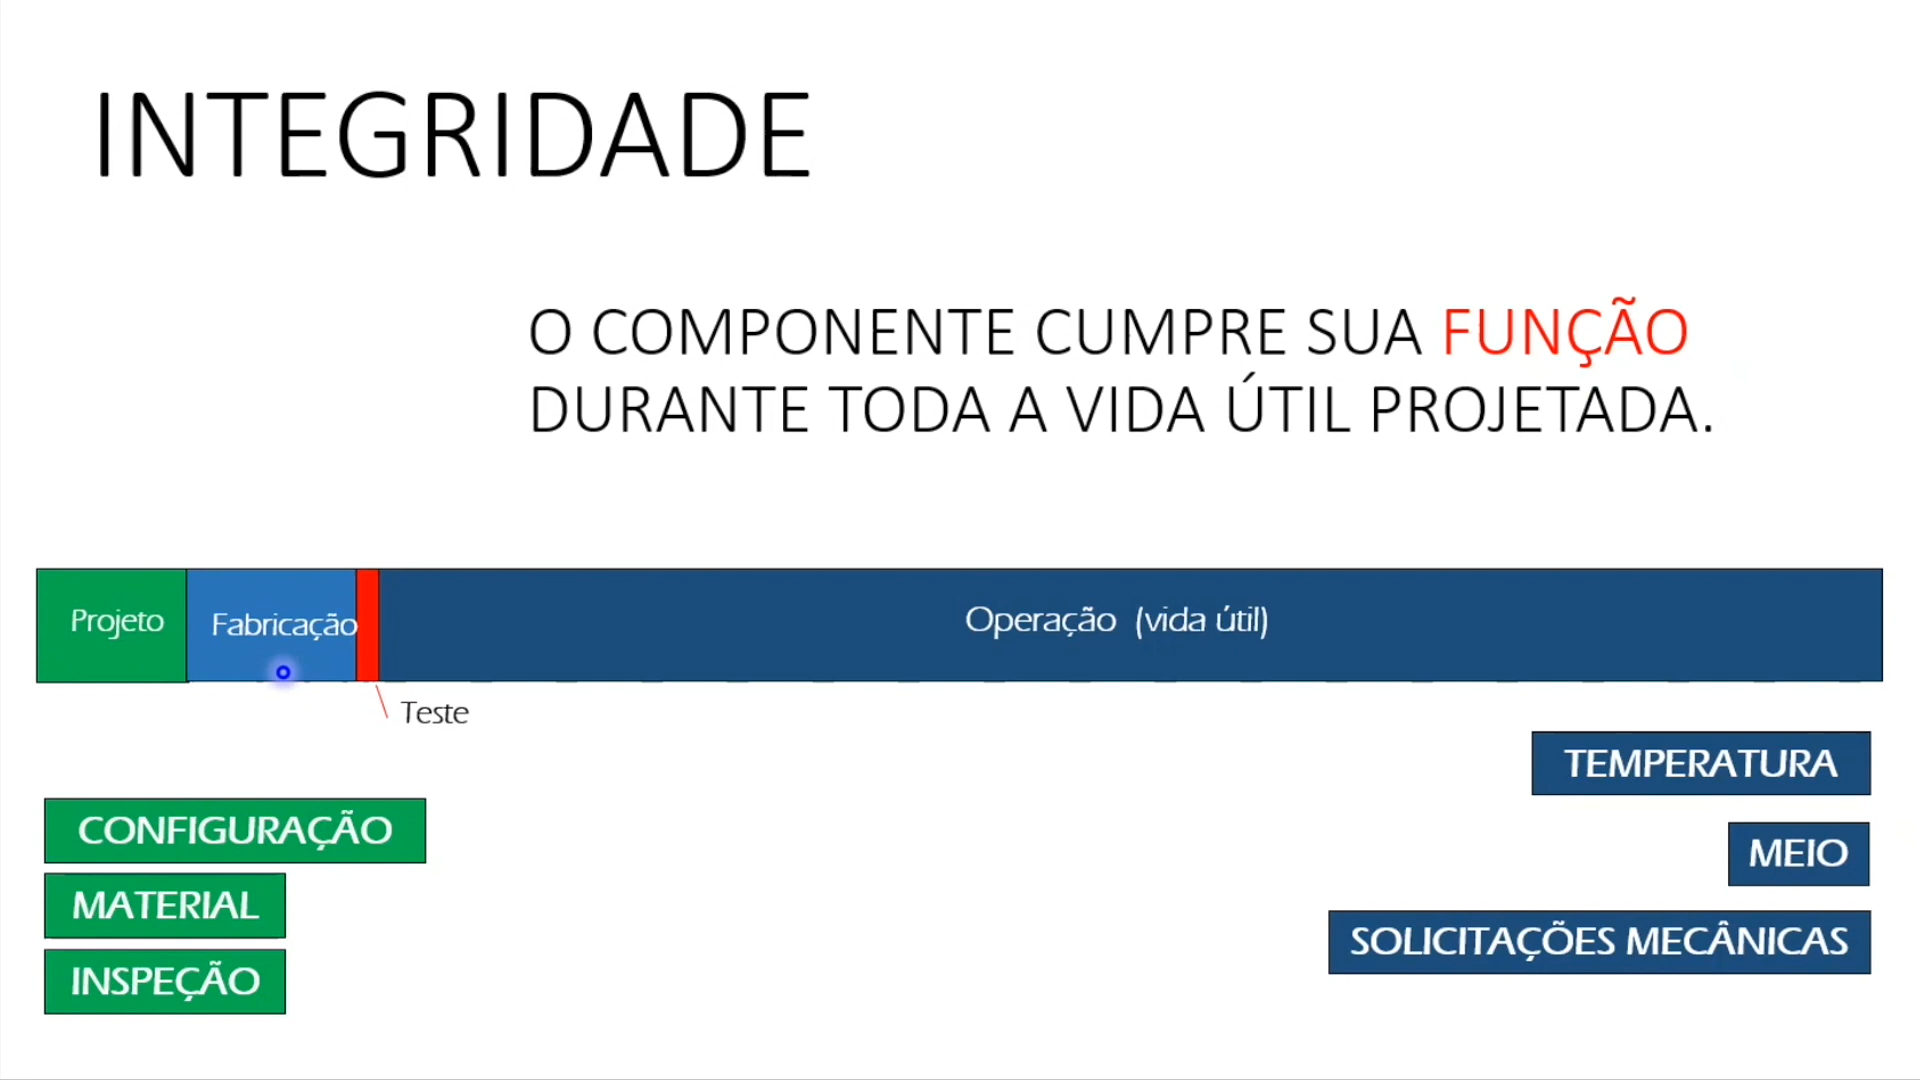 INTEGRIDADE
O COMPONENTE CUMPRE SUA FUNÇÃO
DURANTE TODA A VIDA ÚTIL PROJETADA.
Projeto
Fabricação
Operação (vida útil)
Teste
CONFIGURAÇÃO
MATERIAL
INSPEÇÃO
TEMPERATURA
MEIO
SOLICITAÇÕES MECÂNICAS